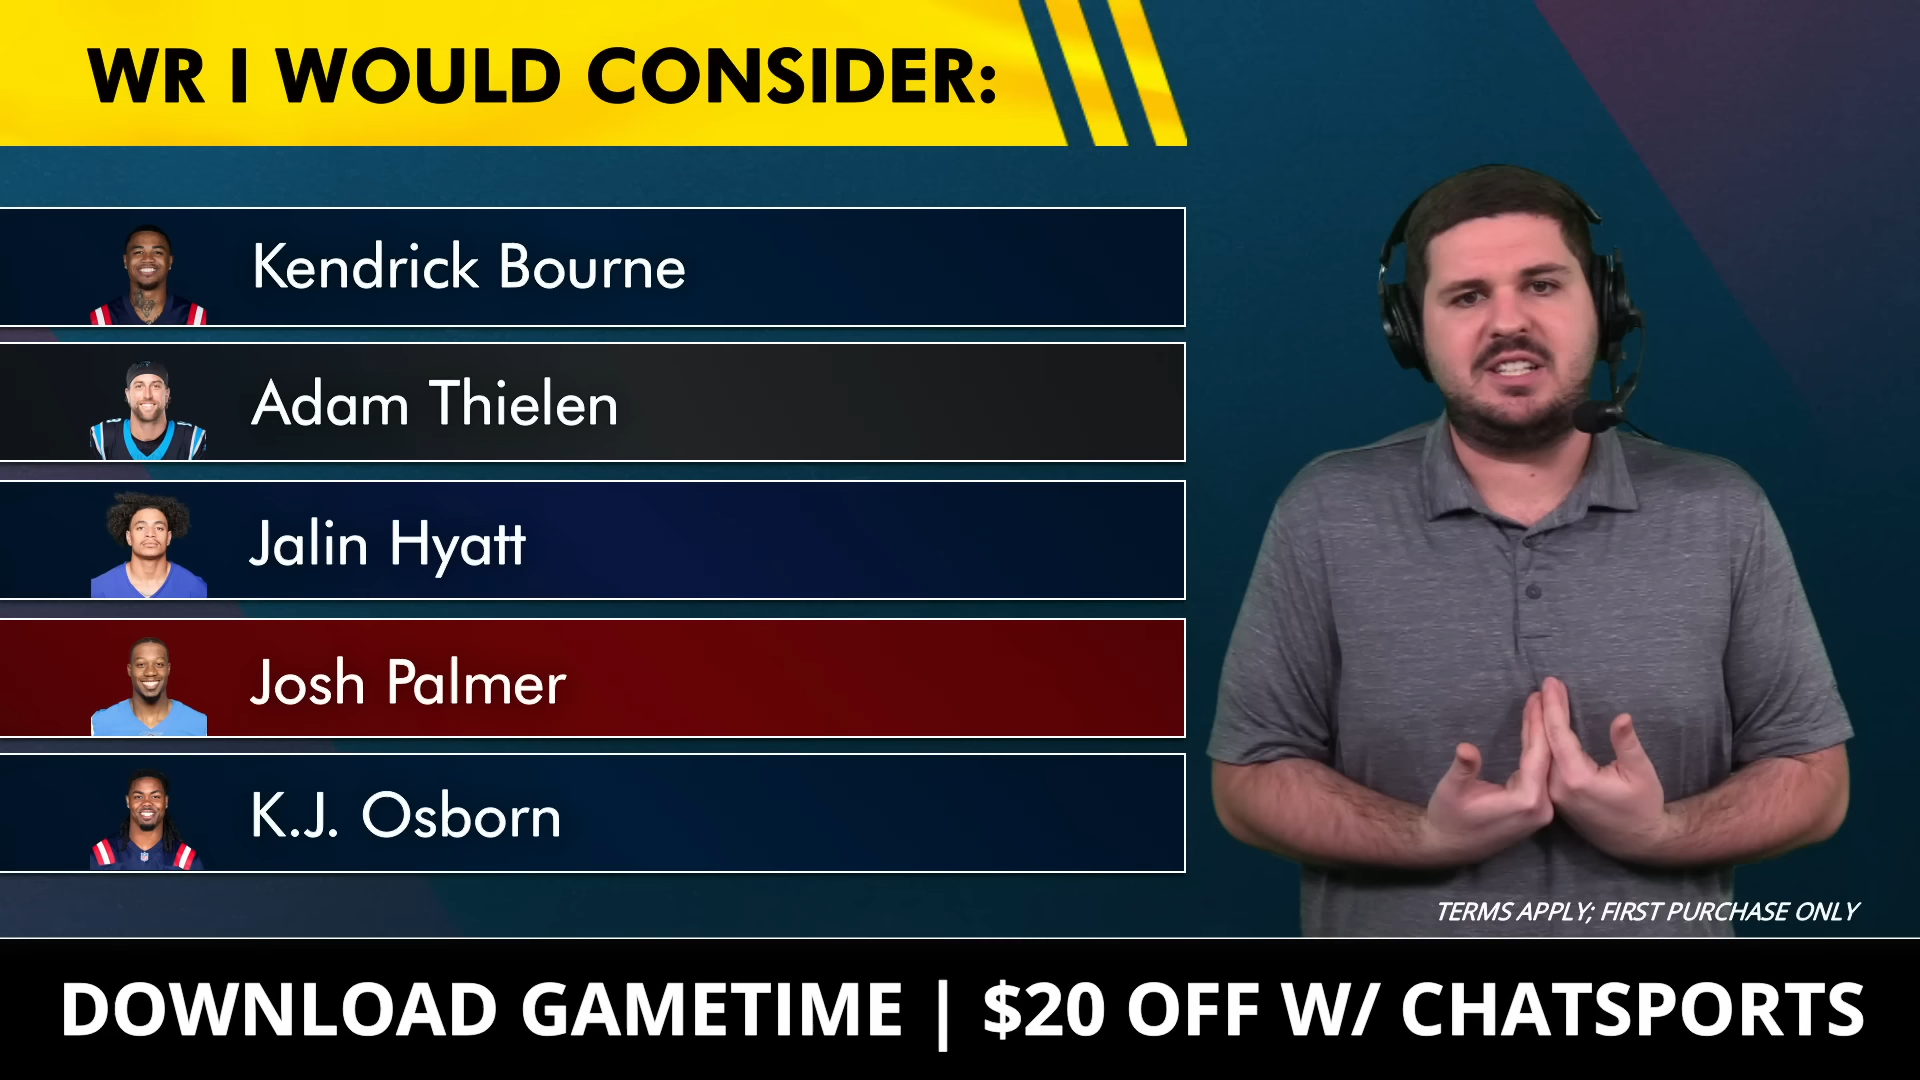 WR I WOULD CONSIDER:
Kendrick Bourne
Adam Thielen
Jalin Hyatt
Josh Palmer
K.J. Osborn
TERMS APPLY; FIRST PURCHASE ONLY
DOWNLOAD GAMETIME | $20 OFF W/ CHATSPORTS